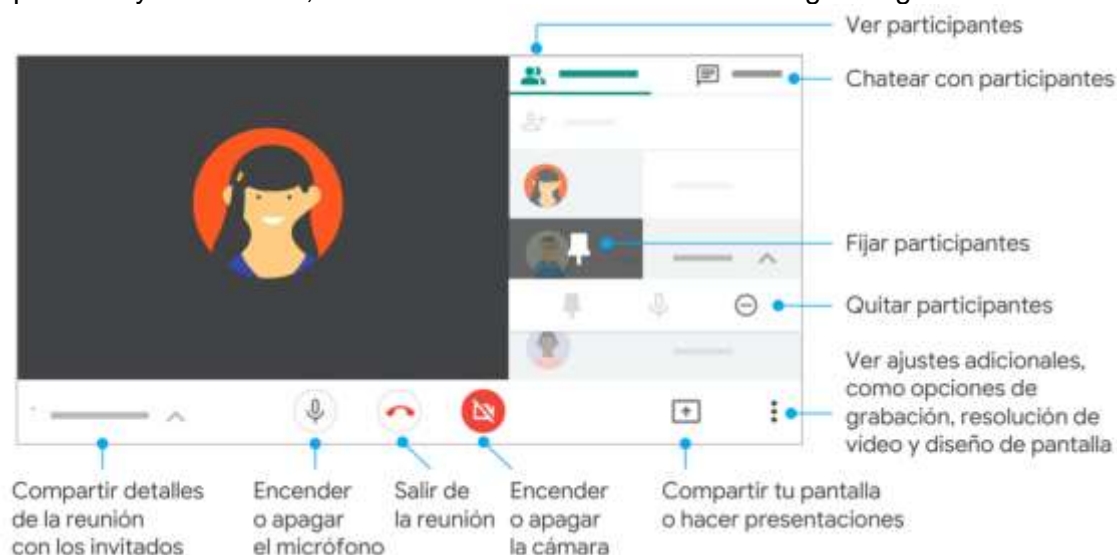 Ver participantes
Chatear con participantes
Fijar participantes
Quitar participantes
Ver ajustes adicionales,
como opciones de
grabación, resolución de
video y diseño de pantalla
Compartir detalles
de la reunión
con los invitados
Encender
o apagar
el micrófono
Salir de
la reunión
Encender
o apagar
la cámara
Compartir tu pantalla
o hacer presentaciones